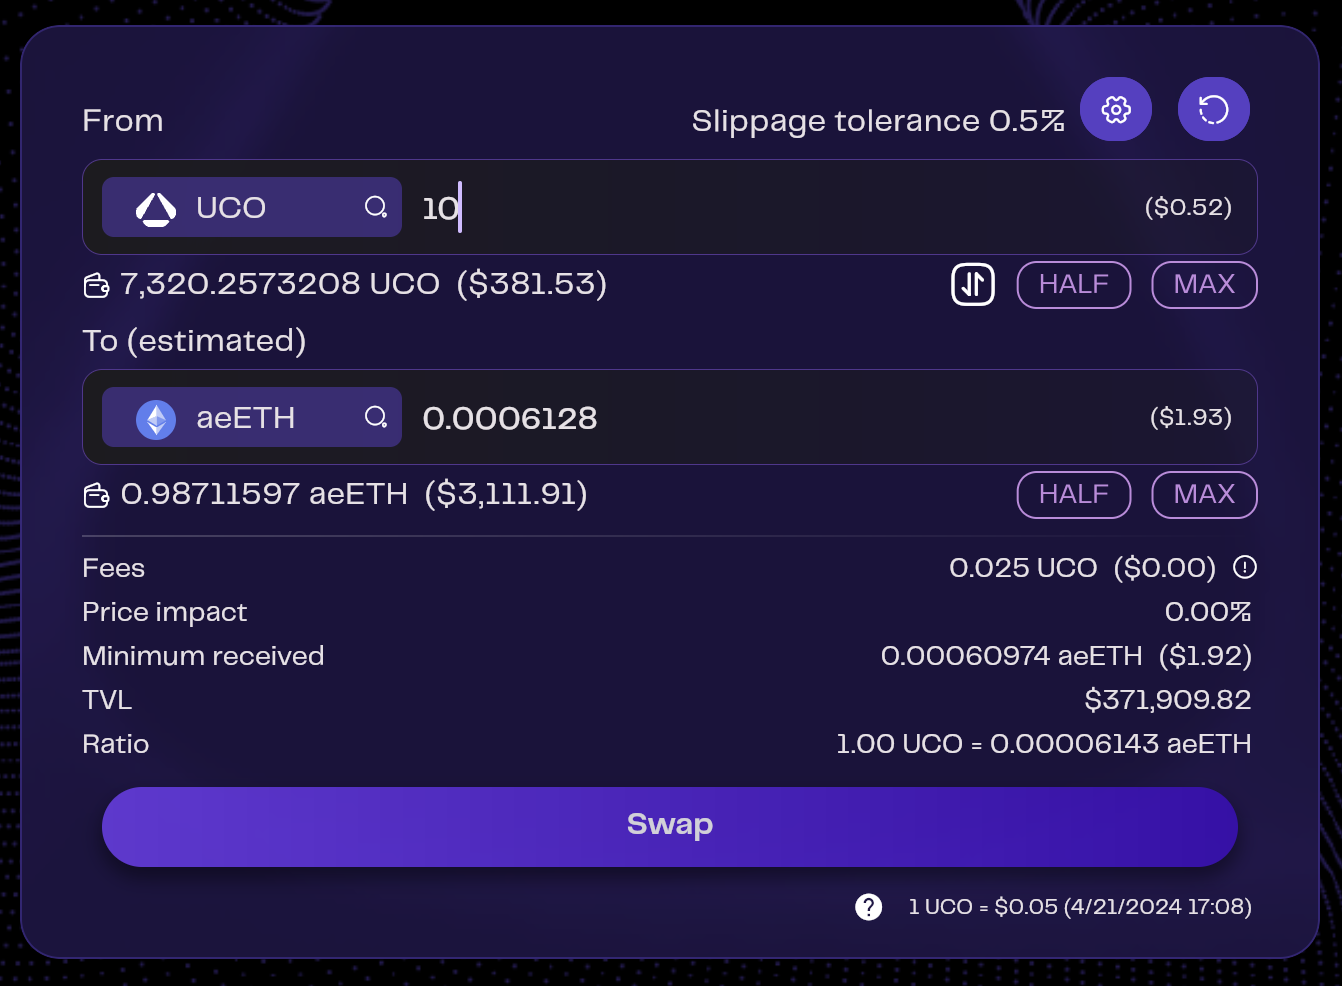 From
Slippage tolerance 0.5%
UCO 10 ($0.52)
7,320.2573208 UCO ($381.53) HALF MAX
To (estimated)
aeETH 0.0006128 ($1.93)
0.98711597 aeETH ($3,111.91) HALF MAX
Fees 0.025 UCO ($0.00)
Price impact 0.00%
Minimum received 0.00060974 aeETH ($1.92)
TVL $371,909.82
Ratio 1.00 UCO = 0.00006143 aeETH
Swap
1 UCO = $0.05 (4/21/2024 17:08)